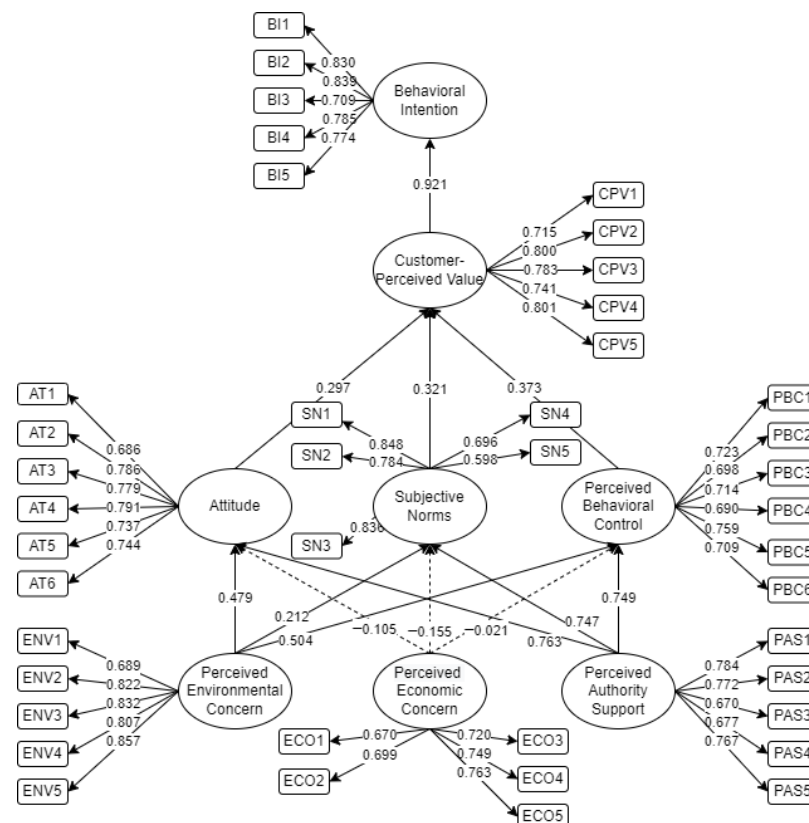 BI1
BI2
BI3
BI4
BI5
0.830
0.839
0.709
0.785
0.774
Behavioral
Intention
0.921
Customer-
Perceived Value
CPV1
CPV2
CPV3
CPV4
CPV5
0.715
0.800
0.783
0.741
0.801
0.297
0.321
0.373
AT1
AT2
AT3
AT4
AT5
AT6
0.686
0.786
0.779
0.791
0.737
0.744
Attitude
SN1
SN2
SN3
SN4
SN5
0.848
0.784
0.836
0.696
0.598
Subjective
Norms
Perceived
Behavioral
Control
PBC1
PBC2
PBC3
PBC4
PBC5
PBC6
0.723
0.698
0.714
0.690
0.759
0.709
0.479
0.212
0.504
−0.105
−0.155
−0.021
0.763
0.747
0.749
ENV1
ENV2
ENV3
ENV4
ENV5
0.689
0.822
0.832
0.807
0.857
Perceived
Environmental
Concern
Perceived
Economic
Concern
ECO1
ECO2
ECO3
ECO4
ECO5
0.670
0.699
0.720
0.749
0.763
Perceived
Authority
Support
PAS1
PAS2
PAS3
PAS4
PAS5
0.784
0.772
0.670
0.677
0.767